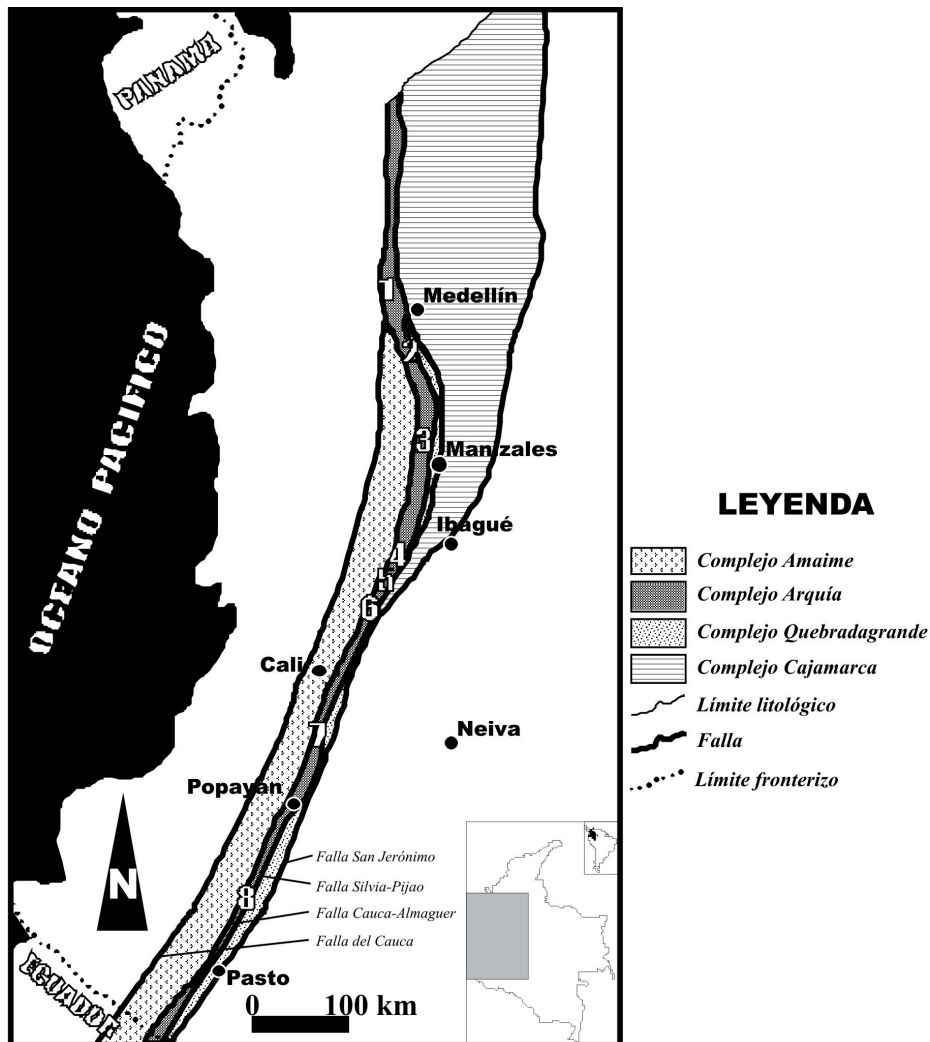 PANAMA
1
Medellín
2
OCEANO PACIFICO
3
Manizales
Ibagué
4
5
6
Cali
7
Neiva
Popayán
Falla San Jerónimo
Falla Silvia-Pijao
8
Falla Cauca-Almaguer
Falla del Cauca
N
ECUADOR
Pasto
0 100 km
LEYENDA
Complejo Amaime
Complejo Arquía
Complejo Quebradagrande
Complejo Cajamarca
Límite litológico
Falla
Límite fronterizo